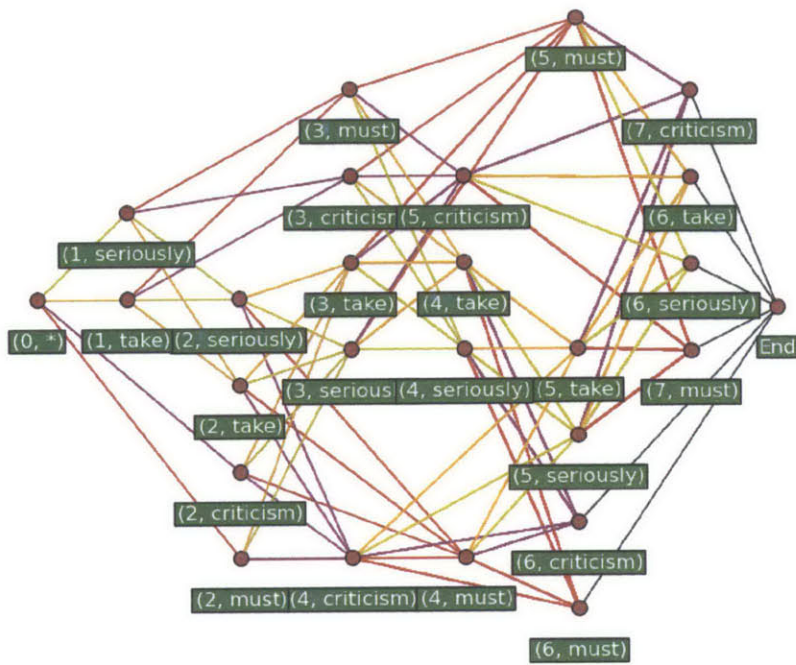 (5, must)
(3, must)
(7, criticism)
(3, criticisr
(5, criticism)
(6, take)
(1, seriously)
(3, take)
(4, take)
(6, seriously)
(0, *)
(1, take)
(2, seriously)
End
(3, serious
(4, seriously)
(5, take)
(7, must)
(2, take)
(5, seriously)
(2, criticism)
(6, criticism)
(2, must)
(4, criticism)
(4, must)
(6, must)